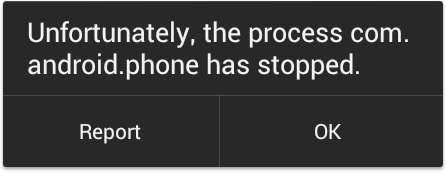 Unfortunately, the process com.
android.phone has stopped.
Report
OK